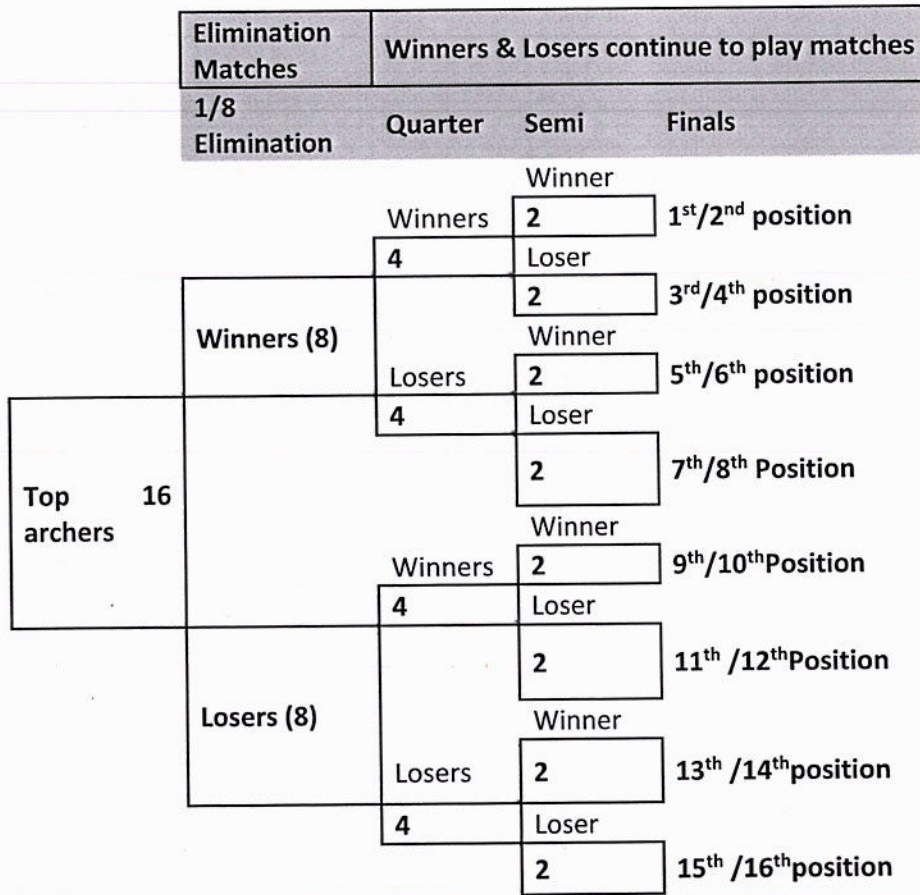 Elimination Matches
Winners & Losers continue to play matches
1/8 Elimination
Quarter
Semi
Finals
Winner
Winners
2
1st/2nd position
4
Loser
2
3rd/4th position
Winners (8)
Winner
Losers
2
5th/6th position
4
Loser
2
7th/8th Position
Top 16 archers
Winner
Winners
2
9th/10thPosition
4
Loser
2
11th /12thPosition
Losers (8)
Winner
Losers
2
13th /14thposition
4
Loser
2
15th /16thposition